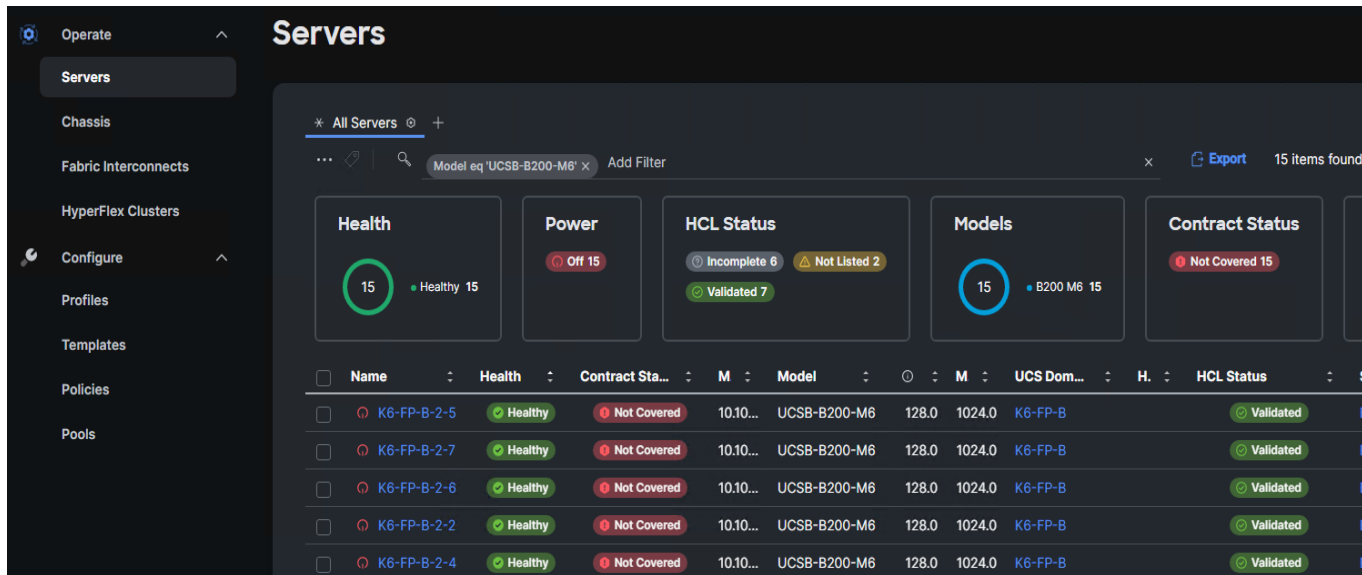 Operate
Servers
Chassis
Fabric Interconnects
HyperFlex Clusters
Configure
Profiles
Templates
Policies
Pools
Servers
All Servers
Model eq 'UCSB-B200-M6' × Add Filter × Export 15 items found
Health
15 Healthy 15
Power
Off 15
HCL Status
Incomplete 6 Not Listed 2
Validated 7
Models
15 B200 M6 15
Contract Status
Not Covered 15
Name Health Contract Sta... M Model M UCS Dom... H. HCL Status
K6-FP-B-2-5 Healthy Not Covered 10.10... UCSB-B200-M6 128.0 1024.0 K6-FP-B Validated
K6-FP-B-2-7 Healthy Not Covered 10.10... UCSB-B200-M6 128.0 1024.0 K6-FP-B Validated
K6-FP-B-2-6 Healthy Not Covered 10.10... UCSB-B200-M6 128.0 1024.0 K6-FP-B Validated
K6-FP-B-2-2 Healthy Not Covered 10.10... UCSB-B200-M6 128.0 1024.0 K6-FP-B Validated
K6-FP-B-2-4 Healthy Not Covered 10.10... UCSB-B200-M6 128.0 1024.0 K6-FP-B Validated